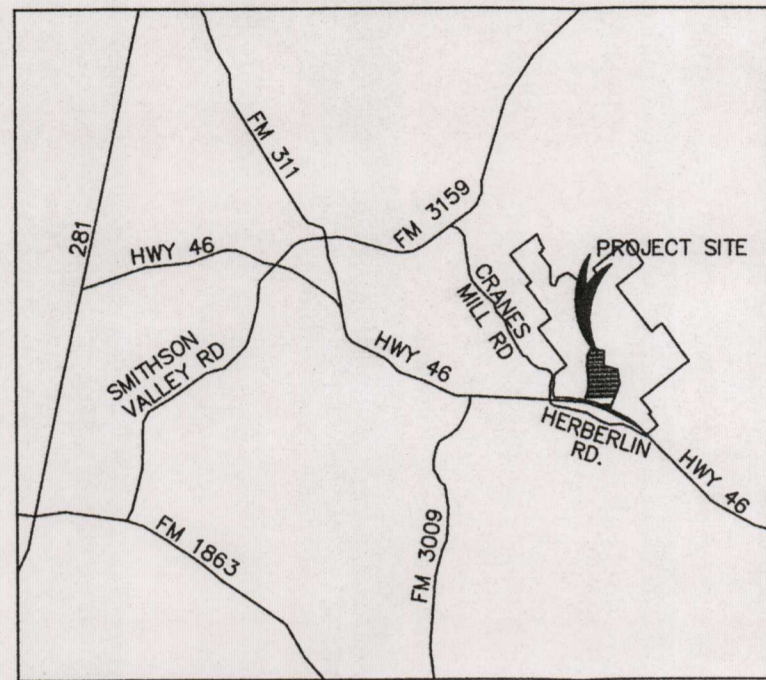 FM 311
FM 3159
281
HWY 46
PROJECT SITE
CRANES
MILL RD
SMITHSON
VALLEY RD
HWY 46
HERBERLIN
RD.
HWY 46
FM 3009
FM 1863